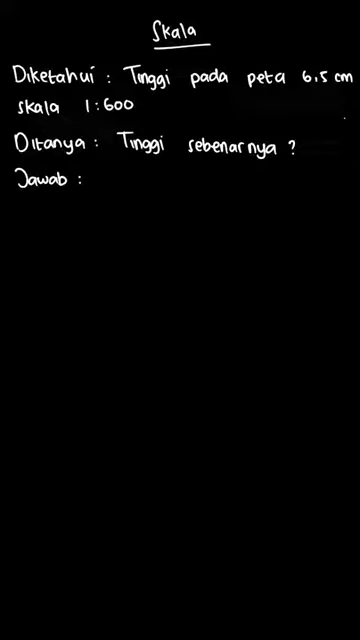 Skala
Diketahui : Tinggi pada peta 6,5 cm
skala 1:600
Ditanya : Tinggi sebenarnya ?
Jawab :